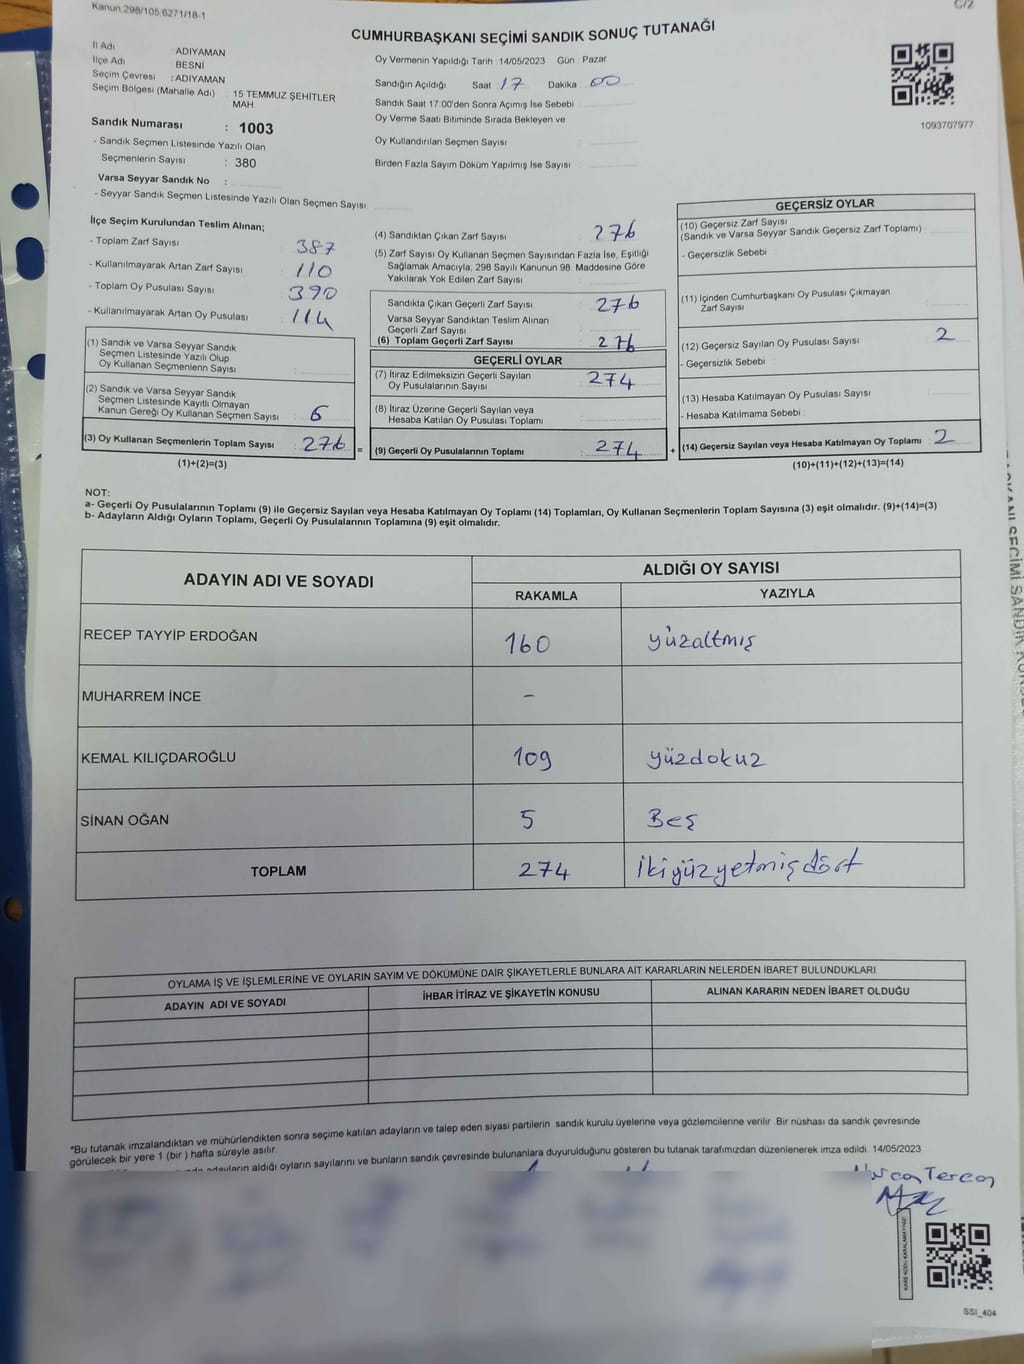 Kanun.298/105.6271/18-1
C/2
CUMHURBAŞKANI SEÇİMİ SANDIK SONUÇ TUTANAĞI
İl Adı : ADIYAMAN
İlçe Adı : BESNİ
Seçim Çevresi : ADIYAMAN
Seçim Bölgesi (Mahalle Adı) : 15 TEMMUZ ŞEHİTLER MAH.
Sandık Numarası : 1003
- Sandık Seçmen Listesinde Yazılı Olan
Seçmenlerin Sayısı : 380
Varsa Seyyar Sandık No :
- Seyyar Sandık Seçmen Listesinde Yazılı Olan Seçmen Sayısı
Oy Vermenin Yapıldığı Tarih : 14/05/2023 Gün : Pazar
Sandığın Açıldığı Saat : 17 Dakika : 00
Sandık Saat 17:00'den Sonra Açımış İse Sebebi
Oy Verme Saati Bitiminde Sırada Bekleyen ve
Oy Kullandırılan Seçmen Sayısı :
Birden Fazla Sayım Döküm Yapılmış İse Sayısı :
1093707977
İlçe Seçim Kurulundan Teslim Alınan;
- Toplam Zarf Sayısı : 387
- Kullanılmayarak Artan Zarf Sayısı : 110
- Toplam Oy Pusulası Sayısı : 390
- Kullanılmayarak Artan Oy Pusulası : 114
(1) Sandık ve Varsa Seyyar Sandık
Seçmen Listesinde Yazılı Olup
Oy Kullanan Seçmenlerin Sayısı :
(2) Sandık ve Varsa Seyyar Sandık
Seçmen Listesinde Kayıtlı Olmayan
Kanun Gereği Oy Kullanan Seçmen Sayısı : 6
(3) Oy Kullanan Seçmenlerin Toplam Sayısı : 276
(1)+(2)=(3)
=
(4) Sandıktan Çıkan Zarf Sayısı : 276
(5) Zarf Sayısı Oy Kullanan Seçmen Sayısından Fazla İse, Eşitliği
Sağlamak Amacıyla; 298 Sayılı Kanunun 98. Maddesine Göre
Yakılarak Yok Edilen Zarf Sayısı :
Sandıkta Çıkan Geçerli Zarf Sayısı : 276
Varsa Seyyar Sandıktan Teslim Alınan
Geçerli Zarf Sayısı :
(6) Toplam Geçerli Zarf Sayısı : 276
GEÇERLİ OYLAR
(7) İtiraz Edilmeksizin Geçerli Sayılan
Oy Pusulalarının Sayısı : 274
(8) İtiraz Üzerine Geçerli Sayılan veya
Hesaba Katılan Oy Pusulaları Toplamı :
(9) Geçerli Oy Pusulalarının Toplamı : 274
+
GEÇERSİZ OYLAR
(10) Geçersiz Zarf Sayısı
(Sandık ve Varsa Seyyar Sandık Geçersiz Zarf Toplamı)
- Geçersizlik Sebebi :
(11) İçinden Cumhurbaşkanı Oy Pusulası Çıkmayan
Zarf Sayısı
(12) Geçersiz Sayılan Oy Pusulası Sayısı : 2
- Geçersizlik Sebebi :
(13) Hesaba Katılmayan Oy Pusulası Sayısı :
- Hesaba Katılmama Sebebi :
(14) Geçersiz Sayılan veya Hesaba Katılmayan Oy Toplamı : 2
(10)+(11)+(12)+(13)=(14)
NOT:
a- Geçerli Oy Pusulalarının Toplamı (9) ile Geçersiz Sayılan veya Hesaba Katılmayan Oy Toplamı (14) Toplamları, Oy Kullanan Seçmenlerin Toplam Sayısına (3) eşit olmalıdır. (9)+(14)=(3)
b- Adayların Aldığı Oyların Toplamı, Geçerli Oy Pusulalarının Toplamına (9) eşit olmalıdır.
ADAYIN ADI VE SOYADI
ALDIĞI OY SAYISI
RAKAMLA YAZIYLA
RECEP TAYYİP ERDOĞAN 160 yüzaltmış
MUHARREM İNCE -
KEMAL KILIÇDAROĞLU 109 yüzdokuz
SİNAN OĞAN 5 Beş
TOPLAM 274 ikiyüzyetmişdört
OYLAMA İŞ VE İŞLEMLERİNE VE OYLARIN SAYIM VE DÖKÜMÜNE DAİR ŞİKAYETLERLE BUNLARA AİT KARARLARIN NELERDEN İBARET BULUNDUKLARI
ADAYIN ADI VE SOYADI İHBAR İTİRAZ VE ŞİKAYETİN KONUSU ALINAN KARARIN NEDEN İBARET OLDUĞU
*Bu tutanak imzalandıktan ve mühürlendikten sonra seçime katılan adayların ve talep eden siyasi partilerin sandık kurulu üyelerine veya gözlemcilerine verilir. Bir nüshası da sandık çevresinde
görülecek bir yere 1 (bir ) hafta süreyle asılır.
adayların aldığı oyların sayılarını ve bunların sandık çevresinde bulunanlara duyurulduğunu gösteren bu tutanak tarafımızdan düzenlenerek imza edildi. 14/05/2023
KARE KODU KARALAMAYINIZ!
SSI_404